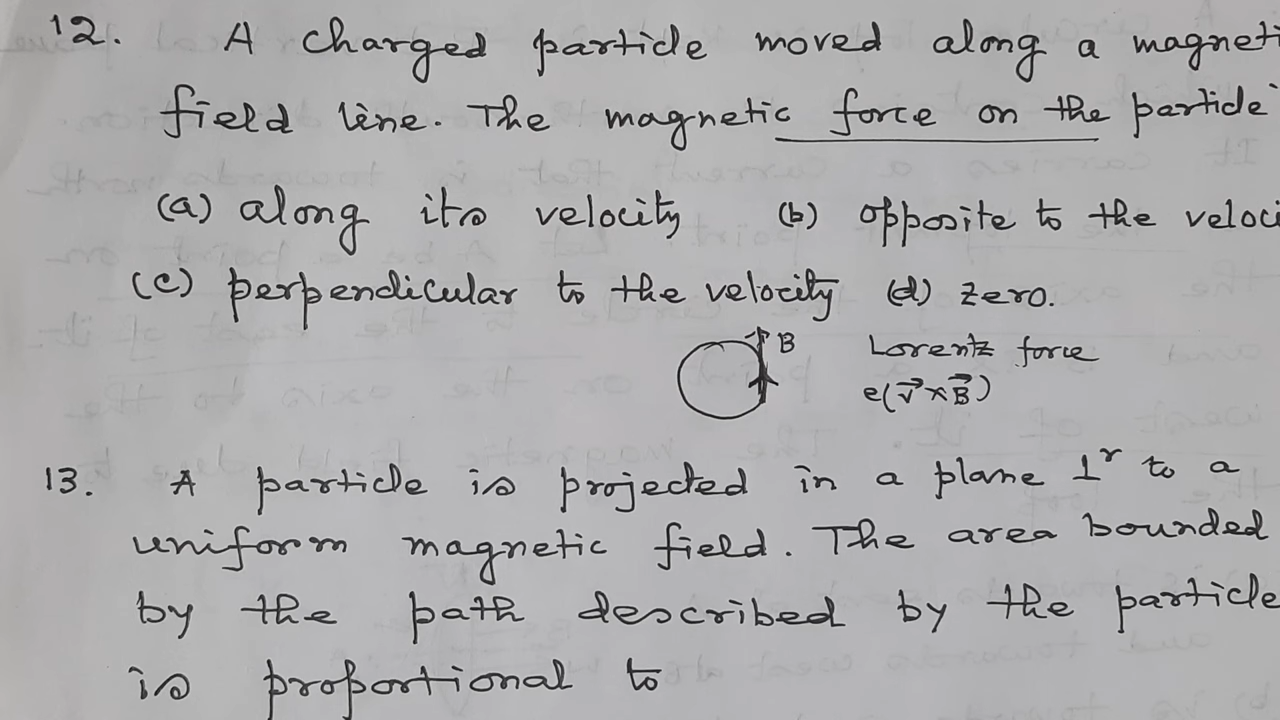 12. A charged particle moved along a magneti
field line. The magnetic force on the particle
(a) along its velocity (b) opposite to the veloci
(c) perpendicular to the velocity (d) zero.
B Lorentz force
e(v⃗ × B⃗)
13. A particle is projected in a plane ⊥ʳ to a
uniform magnetic field. The area bounded
by the path described by the particle
is proportional to